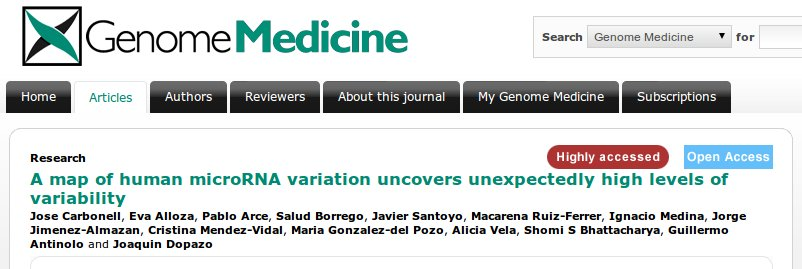 GenomeMedicine
Search Genome Medicine for
Home Articles Authors Reviewers About this journal My Genome Medicine Subscriptions
Research Highly accessed Open Access
A map of human microRNA variation uncovers unexpectedly high levels of
variability
Jose Carbonell, Eva Alloza, Pablo Arce, Salud Borrego, Javier Santoyo, Macarena Ruiz-Ferrer, Ignacio Medina, Jorge
Jimenez-Almazan, Cristina Mendez-Vidal, Maria Gonzalez-del Pozo, Alicia Vela, Shomi S Bhattacharya, Guillermo
Antinolo and Joaquin Dopazo